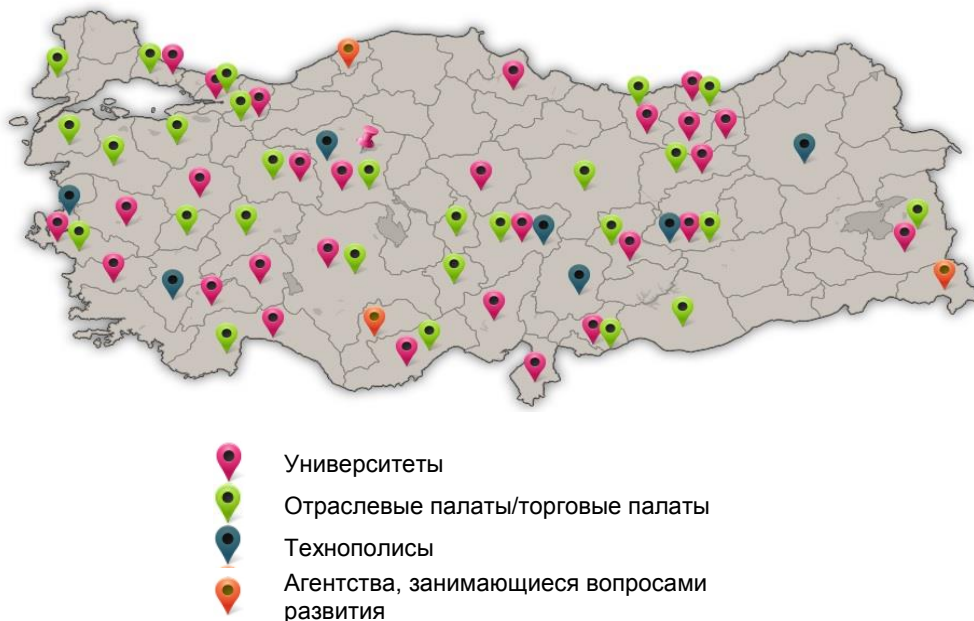 Университеты
Отраслевые палаты/торговые палаты
Технополисы
Агентства, занимающиеся вопросами
развития